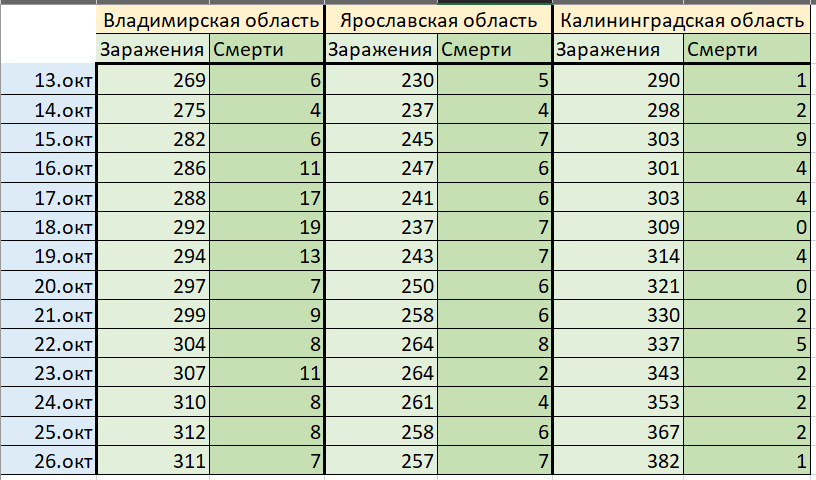 Владимирская область Ярославская область Калининградская область
Заражения Смерти Заражения Смерти Заражения Смерти
13.окт 269 6 230 5 290 1
14.окт 275 4 237 4 298 2
15.окт 282 6 245 7 303 9
16.окт 286 11 247 6 301 4
17.окт 288 17 241 6 303 4
18.окт 292 19 237 7 309 0
19.окт 294 13 243 7 314 4
20.окт 297 7 250 6 321 0
21.окт 299 9 258 6 330 2
22.окт 304 8 264 8 337 5
23.окт 307 11 264 2 343 2
24.окт 310 8 261 4 353 2
25.окт 312 8 258 6 367 2
26.окт 311 7 257 7 382 1